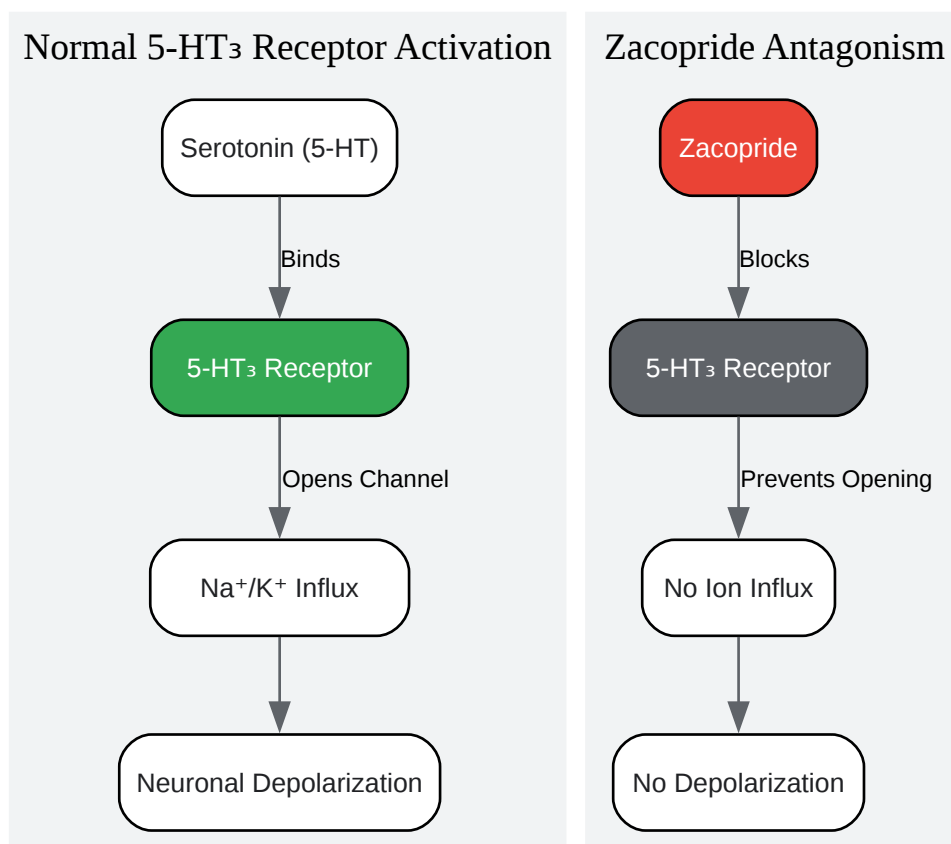 Normal 5-HT₃ Receptor Activation
Serotonin (5-HT)
Binds
5-HT₃ Receptor
Opens Channel
Na⁺/K⁺ Influx
Neuronal Depolarization
Zacopride Antagonism
Zacopride
Blocks
5-HT₃ Receptor
Prevents Opening
No Ion Influx
No Depolarization